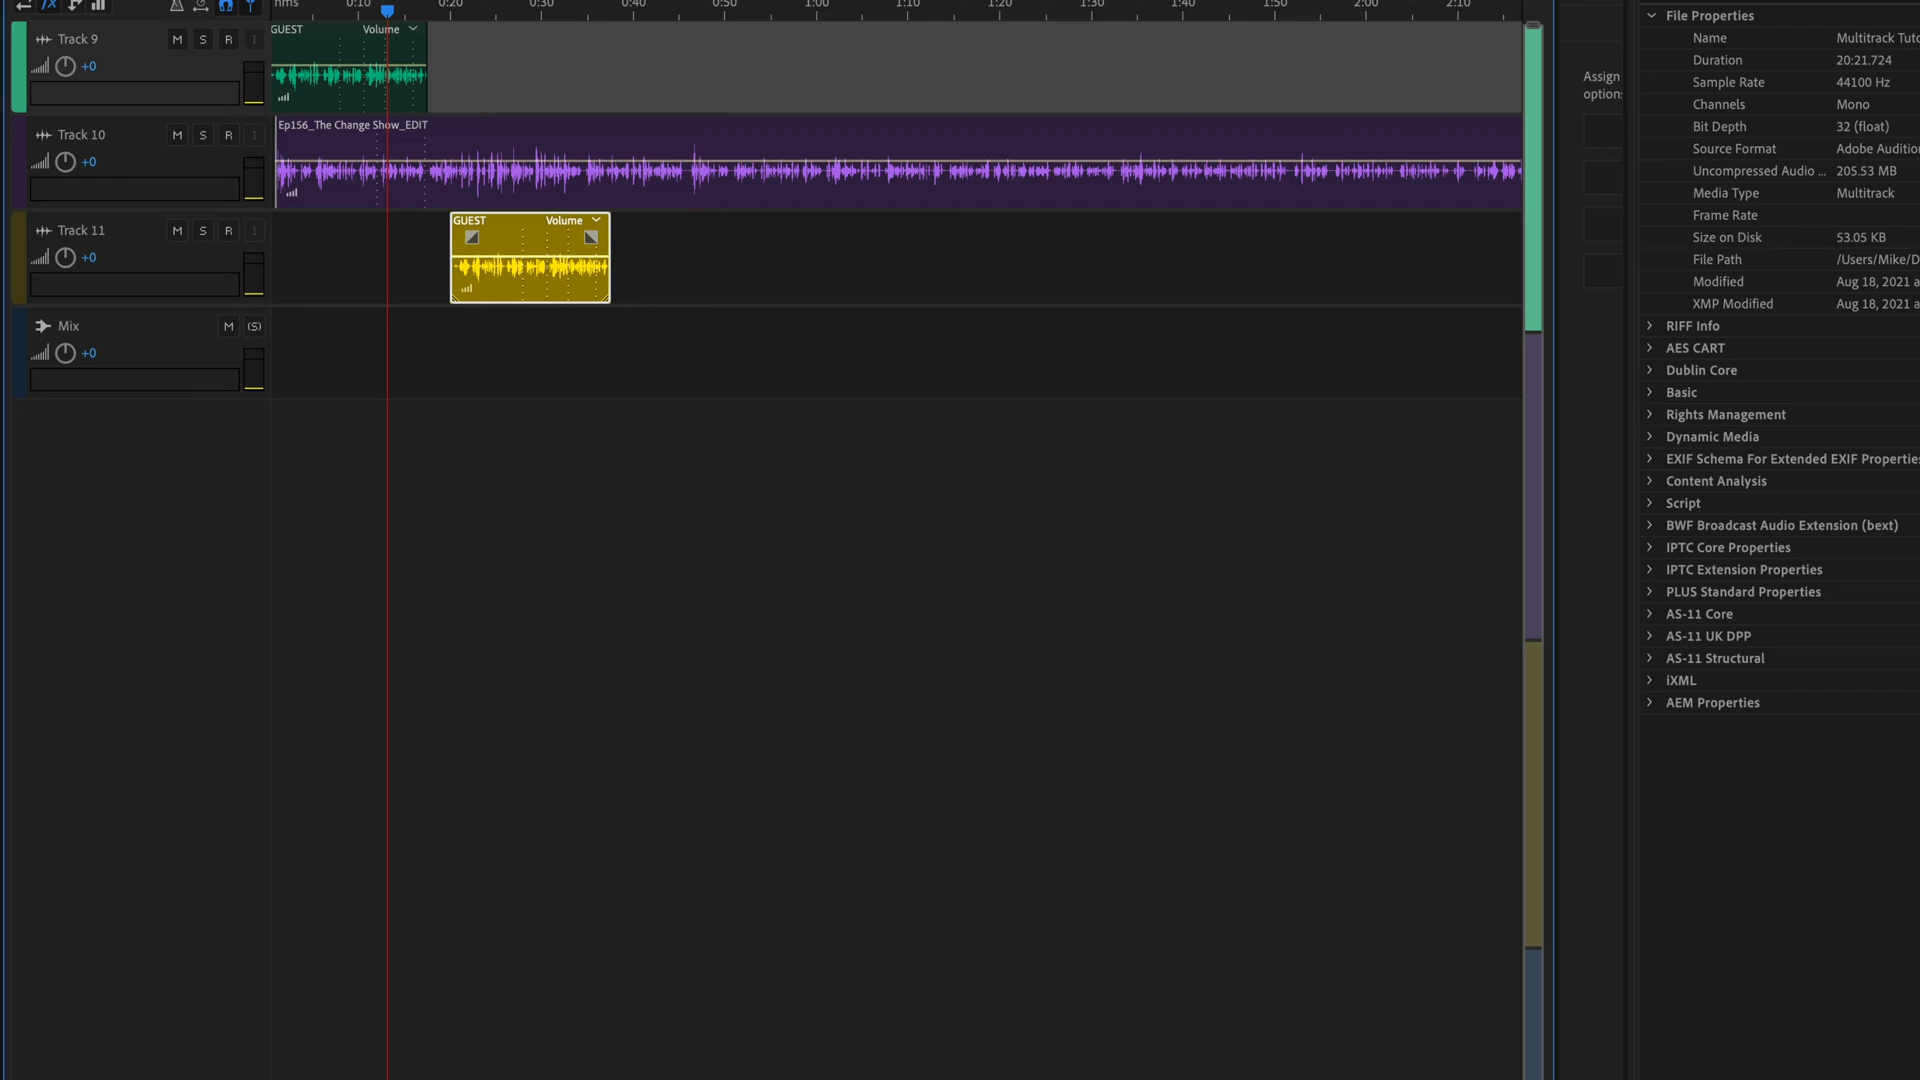 hms 0:10 0:20 0:30 0:40 0:50 1:00 1:10 1:20 1:30 1:40 1:50 2:00 2:10
Track 9 M S R I
+0
GUEST Volume
Track 10 M S R I
+0
Ep156_The Change Show_EDIT
Track 11 M S R I
+0
GUEST Volume
Mix M (S)
+0
Assign
options
File Properties
Name Multitrack Tuto
Duration 20:21.724
Sample Rate 44100 Hz
Channels Mono
Bit Depth 32 (float)
Source Format Adobe Audition
Uncompressed Audio ... 205.53 MB
Media Type Multitrack
Frame Rate
Size on Disk 53.05 KB
File Path /Users/Mike/D
Modified Aug 18, 2021 a
XMP Modified Aug 18, 2021 a
RIFF Info
AES CART
Dublin Core
Basic
Rights Management
Dynamic Media
EXIF Schema For Extended EXIF Properties
Content Analysis
Script
BWF Broadcast Audio Extension (bext)
IPTC Core Properties
IPTC Extension Properties
PLUS Standard Properties
AS-11 Core
AS-11 UK DPP
AS-11 Structural
iXML
AEM Properties